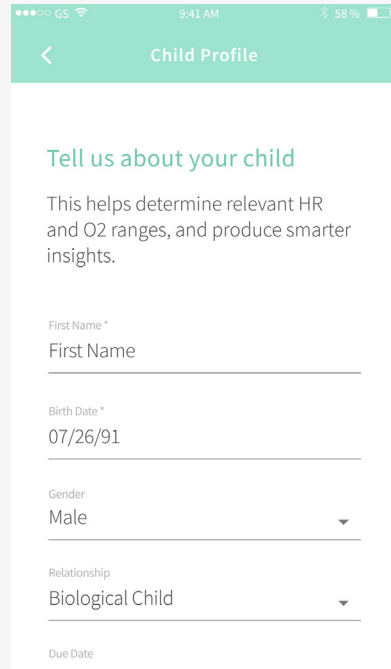 GS 9:41 AM 58 %
Child Profile
Tell us about your child
This helps determine relevant HR
and O2 ranges, and produce smarter
insights.
First Name *
First Name
Birth Date *
07/26/91
Gender
Male
Relationship
Biological Child
Due Date